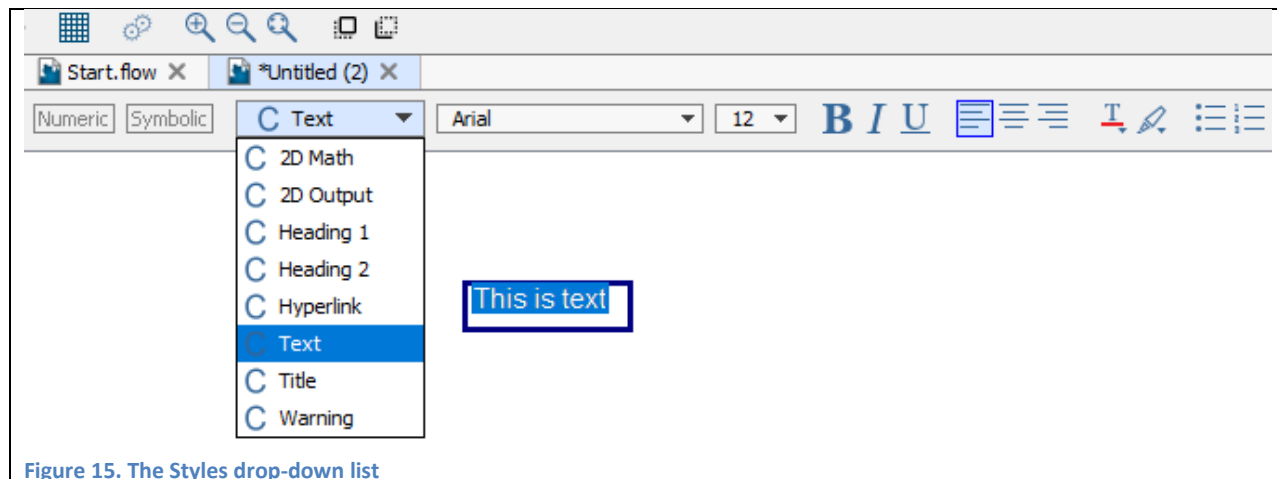 Start.flow
*Untitled (2)
Numeric Symbolic C Text Arial 12 B I U T
C 2D Math
C 2D Output
C Heading 1
C Heading 2
C Hyperlink
This is text
C Text
C Title
C Warning
Figure 15. The Styles drop-down list